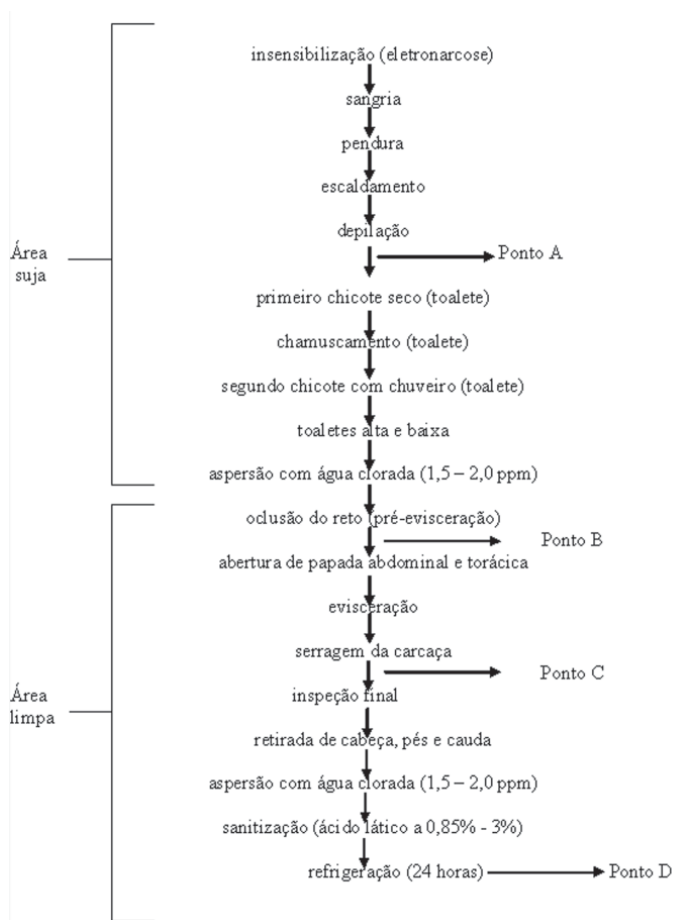 insensibilização (eletronarcose)
sangria
pendura
escaldamento
depilação
Ponto A
Área
suja
primeiro chicote seco (toalete)
chamuscamento (toalete)
segundo chicote com chuveiro (toalete)
toaletes alta e baixa
aspersão com água clorada (1,5 – 2,0 ppm)
oclusão do reto (pré-evisceração)
Ponto B
abertura de papada abdominal e torácica
evisceração
serragem da carcaça
Ponto C
Área
limpa
inspeção final
retirada de cabeça, pés e cauda
aspersão com água clorada (1,5 – 2,0 ppm)
sanitização (ácido lático a 0,85% - 3%)
refrigeração (24 horas)
Ponto D